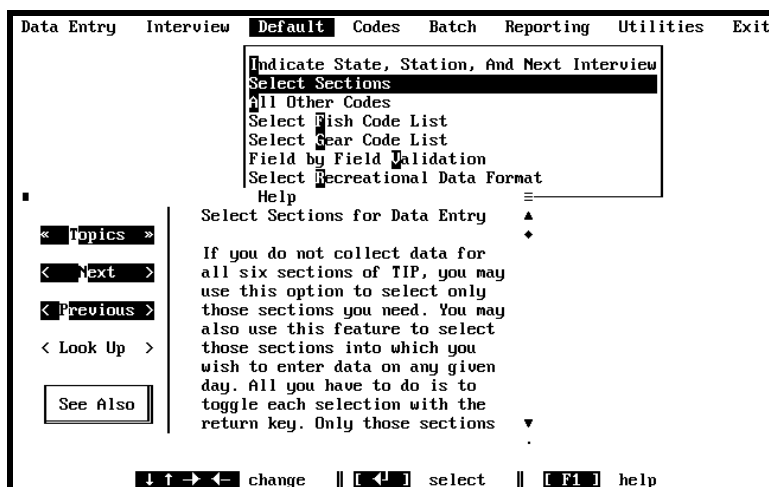 Data Entry Interview Default Codes Batch Reporting Utilities Exit
Indicate State, Station, And Next Interview
Select Sections
All Other Codes
Select Fish Code List
Select Gear Code List
Field by Field Validation
Select Recreational Data Format
Help
Select Sections for Data Entry
« Topics »
< Next >
< Previous >
< Look Up >
See Also
If you do not collect data for
all six sections of TIP, you may
use this option to select only
those sections you need. You may
also use this feature to select
those sections into which you
wish to enter data on any given
day. All you have to do is to
toggle each selection with the
return key. Only those sections
↓ ↑ → ← change ‖ [ ↵ ] select ‖ [ F1 ] help